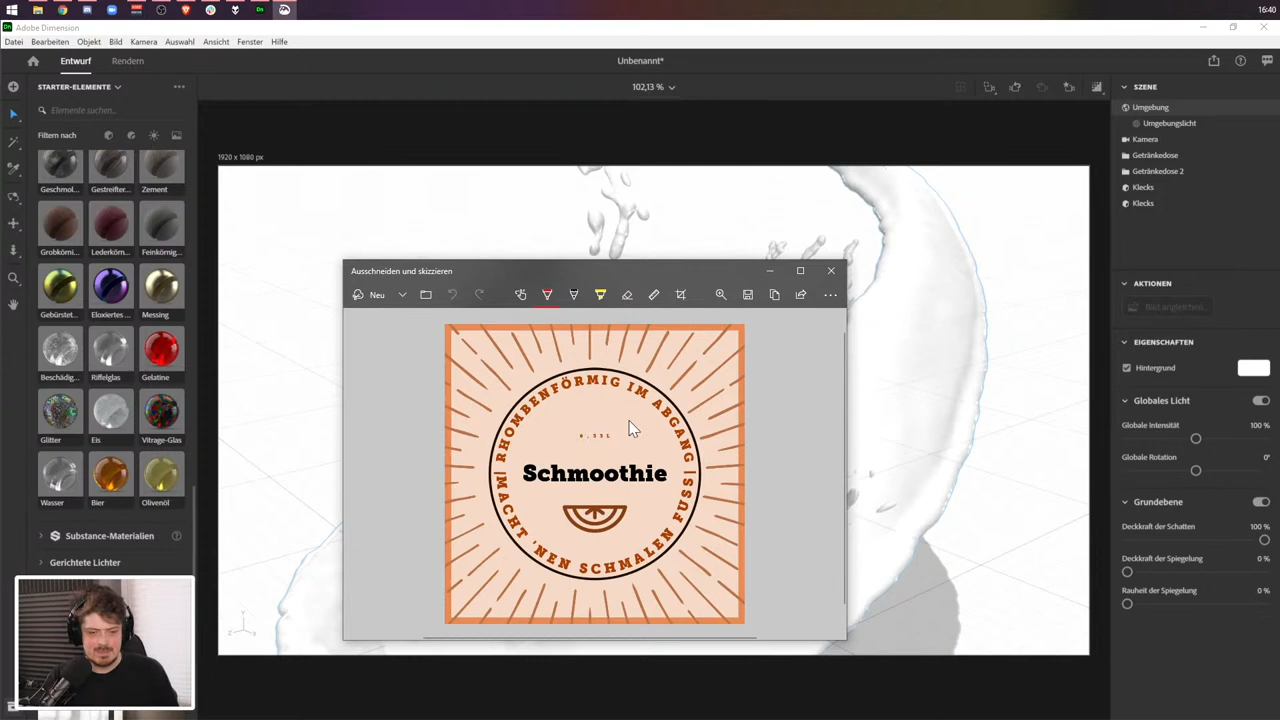 16:40
Dn Adobe Dimension
Datei Bearbeiten Objekt Bild Kamera Auswahl Ansicht Fenster Hilfe
Entwurf Rendern Unbenannt*
STARTER-ELEMENTE
102,13 %
Elemente suchen...
Filtern nach
1920 x 1080 px
Geschmol... Gestreifter... Zement
Grobkörni... Lederkörn... Feinkörnig...
Gebürstet... Eloxiertes ... Messing
Beschädig... Riffelglas Gelatine
Glitter Eis Vitrage-Glas
Wasser Bier Olivenöl
Substance-Materialien
Gerichtete Lichter
Ausschneiden und skizzieren
Neu
RHOMBENFÖRMIG IM ABGANG
0,33L
Schmoothie
|MACHT 'NEN SCHMALEN FUSS|
SZENE
Umgebung
Umgebungslicht
Kamera
Getränkedose
Getränkedose 2
Klecks
Klecks
AKTIONEN
Bild angleichen...
EIGENSCHAFTEN
Hintergrund
Globales Licht
Globale Intensität 100 %
Globale Rotation 0°
Grundebene
Deckkraft der Schatten 100 %
Deckkraft der Spiegelung 0 %
Rauheit der Spiegelung 0 %